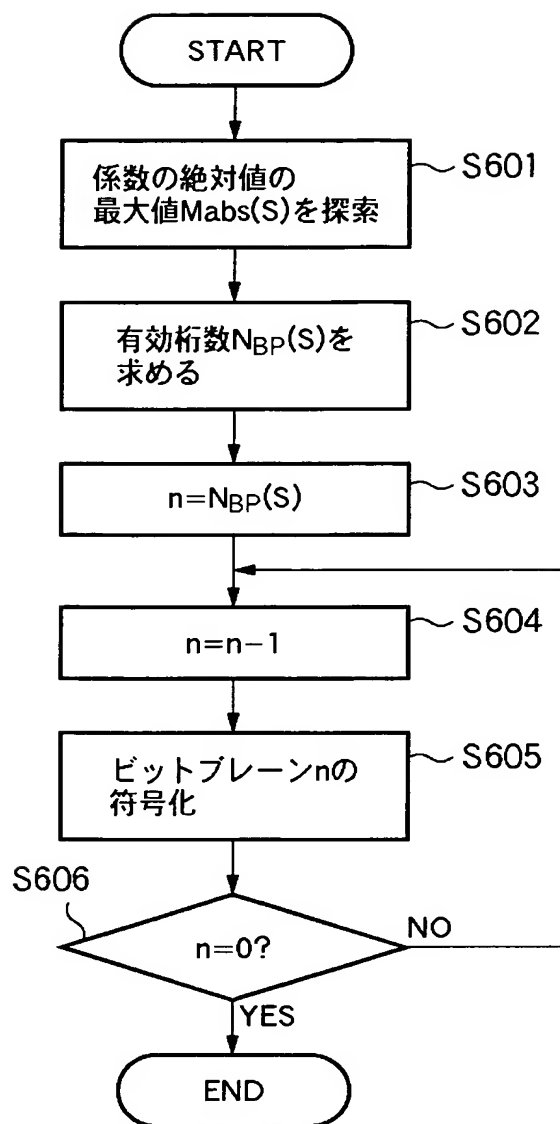 START
係数の絶対値の
最大値Mabs(S)を探索
S601
有効桁数NBP(S)を
求める
S602
n=NBP(S)
S603
n=n-1
S604
ビットブレーンnの
符号化
S605
S606
n=0?
NO
YES
END